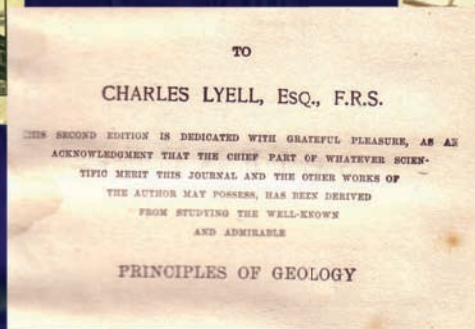 TO
CHARLES LYELL, ESQ., F.R.S.
THIS SECOND EDITION IS DEDICATED WITH GRATEFUL PLEASURE, AS AN
ACKNOWLEDGMENT THAT THE CHIEF PART OF WHATEVER SCIEN-
TIFIC MERIT THIS JOURNAL AND THE OTHER WORKS OF
THE AUTHOR MAY POSSESS, HAS BEEN DERIVED
FROM STUDYING THE WELL-KNOWN
AND ADMIRABLE
PRINCIPLES OF GEOLOGY